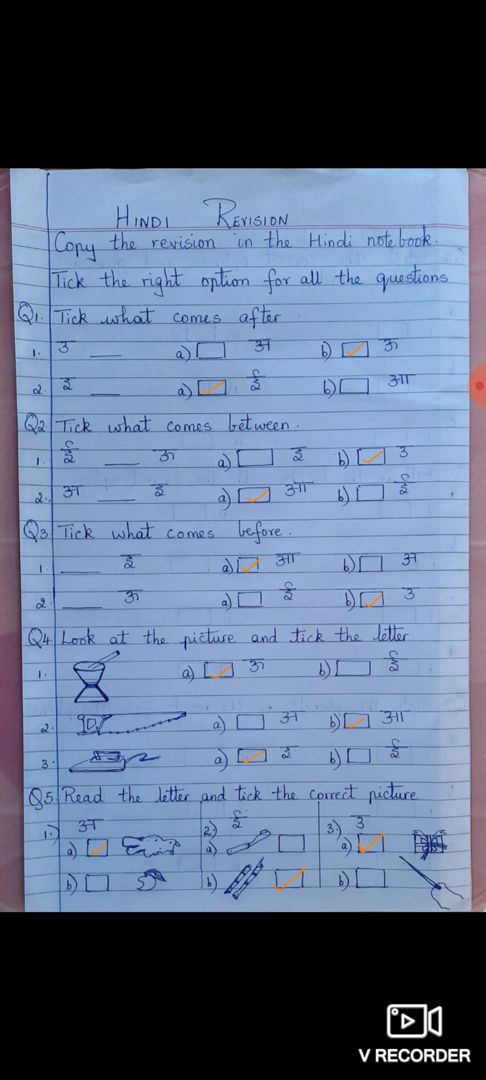 HINDI REVISION
Copy the revision in the Hindi notebook.
Tick the right option for all the questions
Q1. Tick what comes after
1. उ ___ a) अ b) ऊ
2. इ ___ a) ई b) आ
Q2 Tick what comes between.
1. ई ___ ऊ a) इ b) उ
2. अ ___ इ a) आ b) ई
Q3 Tick what comes before.
1 ___ इ a) आ b) अ
2 ___ ऊ a) ई b) उ
Q4 Look at the picture and tick the letter
1. a) ऊ b) ई
2. a) अ b) आ
3. a) इ b) ई
Q5. Read the letter and tick the correct picture
1.) अ 2.) ई 3.) उ
a) a) a)
b) b) b)
V RECORDER